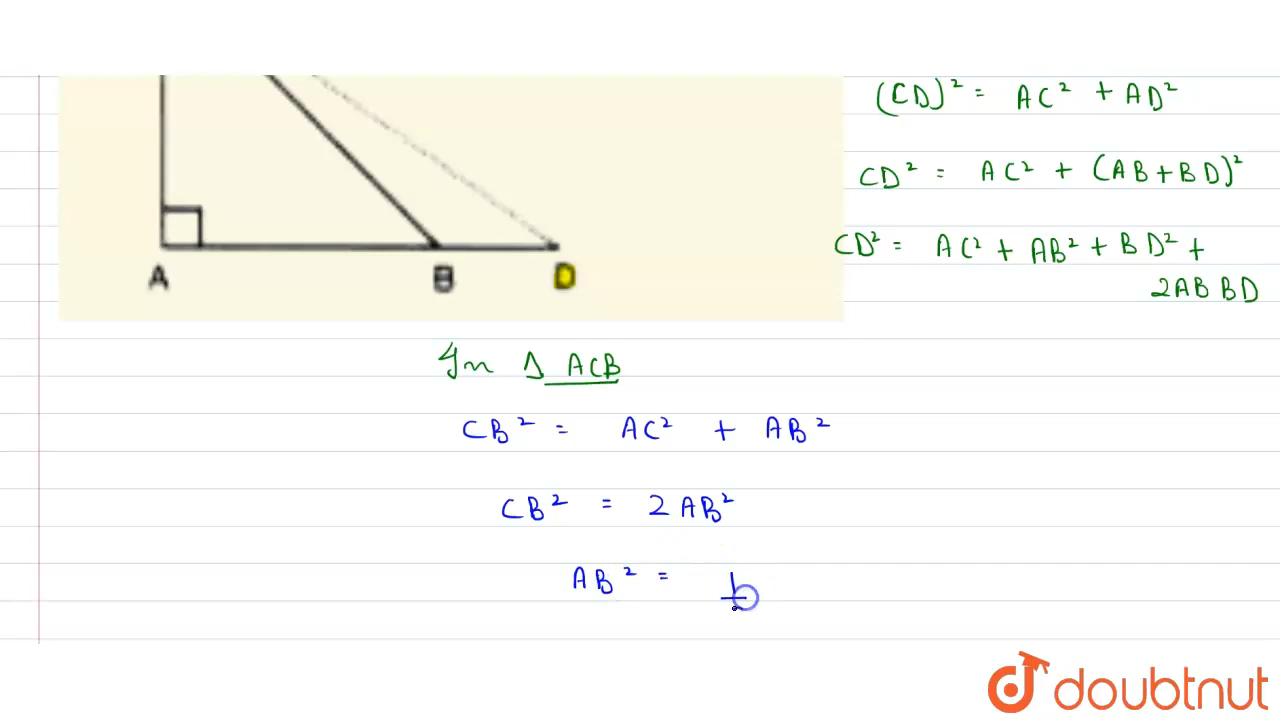 (CD)² = AC² + AD²
CD² = AC² + (AB+BD)²
CD² = AC² + AB² + BD² +
2AB BD
A B D
In Δ ACB
CB² = AC² + AB²
CB² = 2AB²
AB² = 1
doubtnut